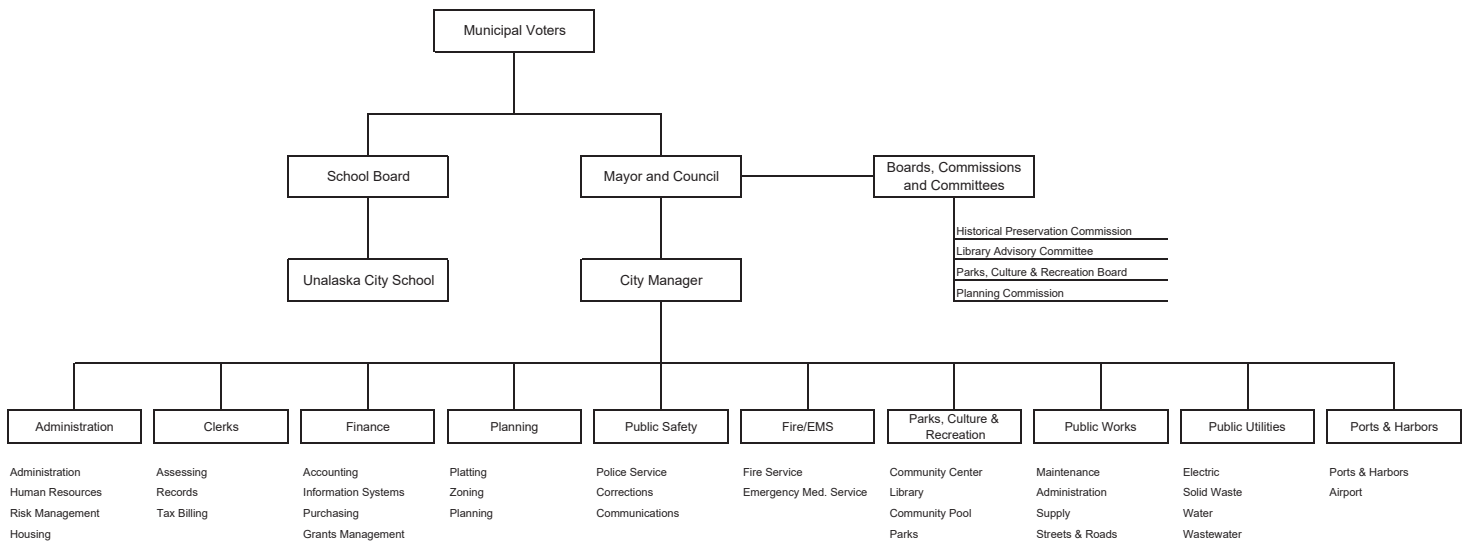 Municipal Voters
School Board
Mayor and Council
Boards, Commissions
and Committees
Historical Preservation Commission
Library Advisory Committee
Parks, Culture & Recreation Board
Planning Commission
Unalaska City School
City Manager
Administration
Clerks
Finance
Planning
Public Safety
Fire/EMS
Parks, Culture &
Recreation
Public Works
Public Utilities
Ports & Harbors
Administration
Human Resources
Risk Management
Housing
Assessing
Records
Tax Billing
Accounting
Information Systems
Purchasing
Grants Management
Platting
Zoning
Planning
Police Service
Corrections
Communications
Fire Service
Emergency Med. Service
Community Center
Library
Community Pool
Parks
Maintenance
Administration
Supply
Streets & Roads
Electric
Solid Waste
Water
Wastewater
Ports & Harbors
Airport